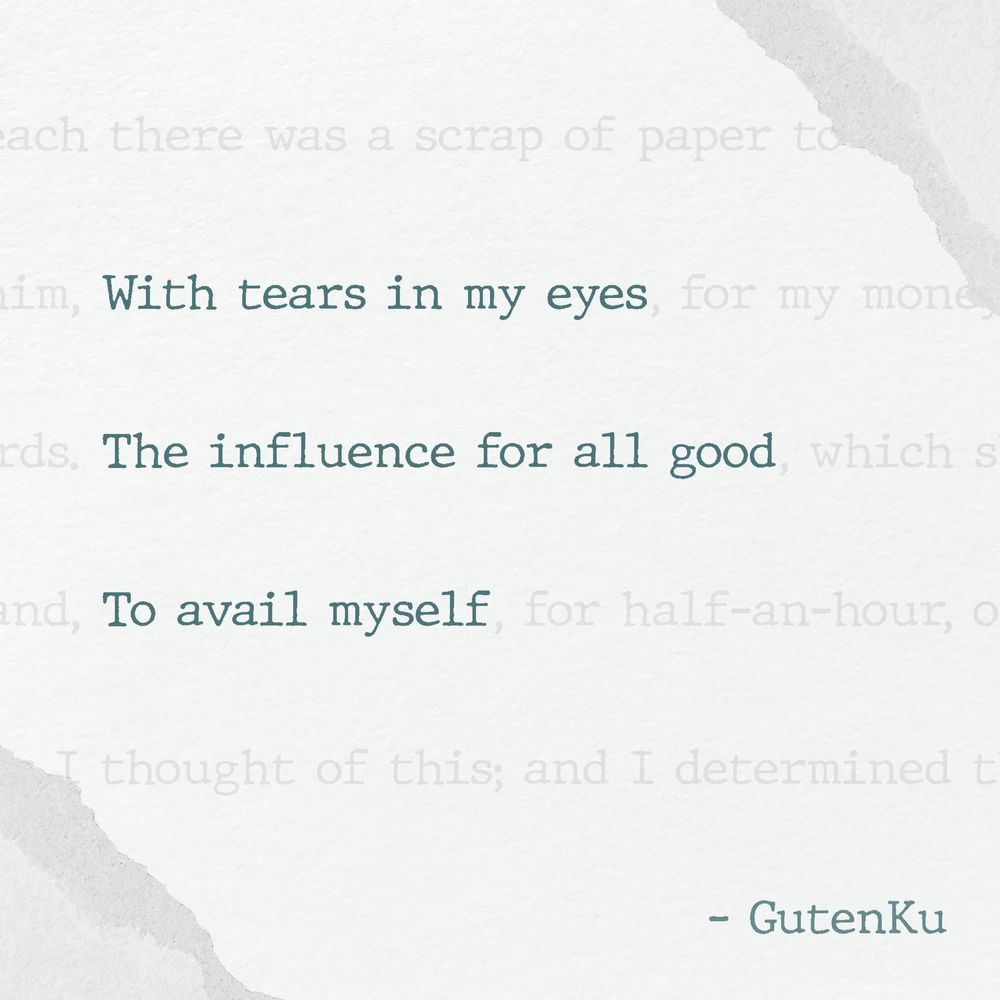 each there was a scrap of paper to
him, With tears in my eyes, for my mone
rds. The influence for all good, which s
and, To avail myself, for half-an-hour, o
I thought of this; and I determined t
- GutenKu